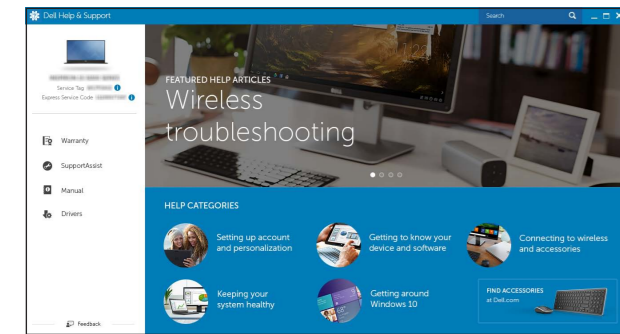 Dell Help & Support
Search
Service Tag:
Express Service Code:
Warranty
SupportAssist
Manual
Drivers
Feedback
FEATURED HELP ARTICLES
Wireless
troubleshooting
HELP CATEGORIES
Setting up account
and personalization
Getting to know your
device and software
Connecting to wireless
and accessories
Keeping your
system healthy
Getting around
Windows 10
FIND ACCESSORIES
at Dell.com